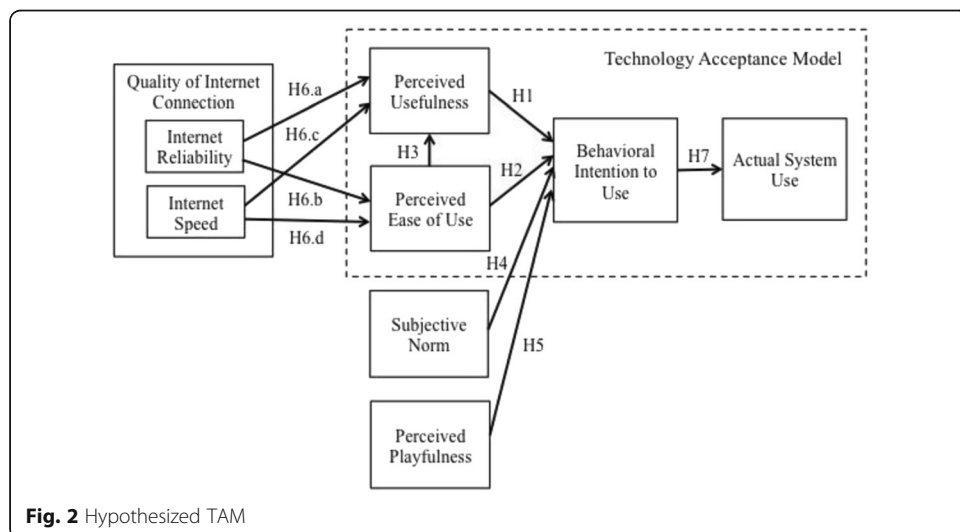 Technology Acceptance Model
Quality of Internet
Connection
Internet
Reliability
Internet
Speed
H6.a
H6.c
H6.b
H6.d
Perceived
Usefulness
H3
Perceived
Ease of Use
H1
H2
H4
H5
Behavioral
Intention to
Use
H7
Actual System
Use
Subjective
Norm
Perceived
Playfulness
Fig. 2 Hypothesized TAM